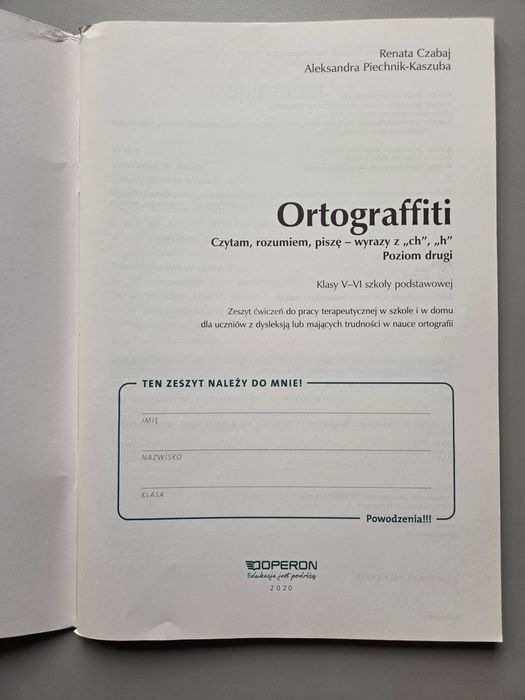 Renata Czabaj
Aleksandra Piechnik-Kaszuba
Ortograffiti
Czytam, rozumiem, piszę – wyrazy z „ch”, „h”
Poziom drugi
Klasy V–VI szkoły podstawowej
Zeszyt ćwiczeń do pracy terapeutycznej w szkole i w domu
dla uczniów z dysleksją lub mających trudności w nauce ortografii
TEN ZESZYT NALEŻY DO MNIE!
IMIĘ
NAZWISKO
KLASA
Powodzenia!!!
OPERON
Edukacja jest podróżą
2020